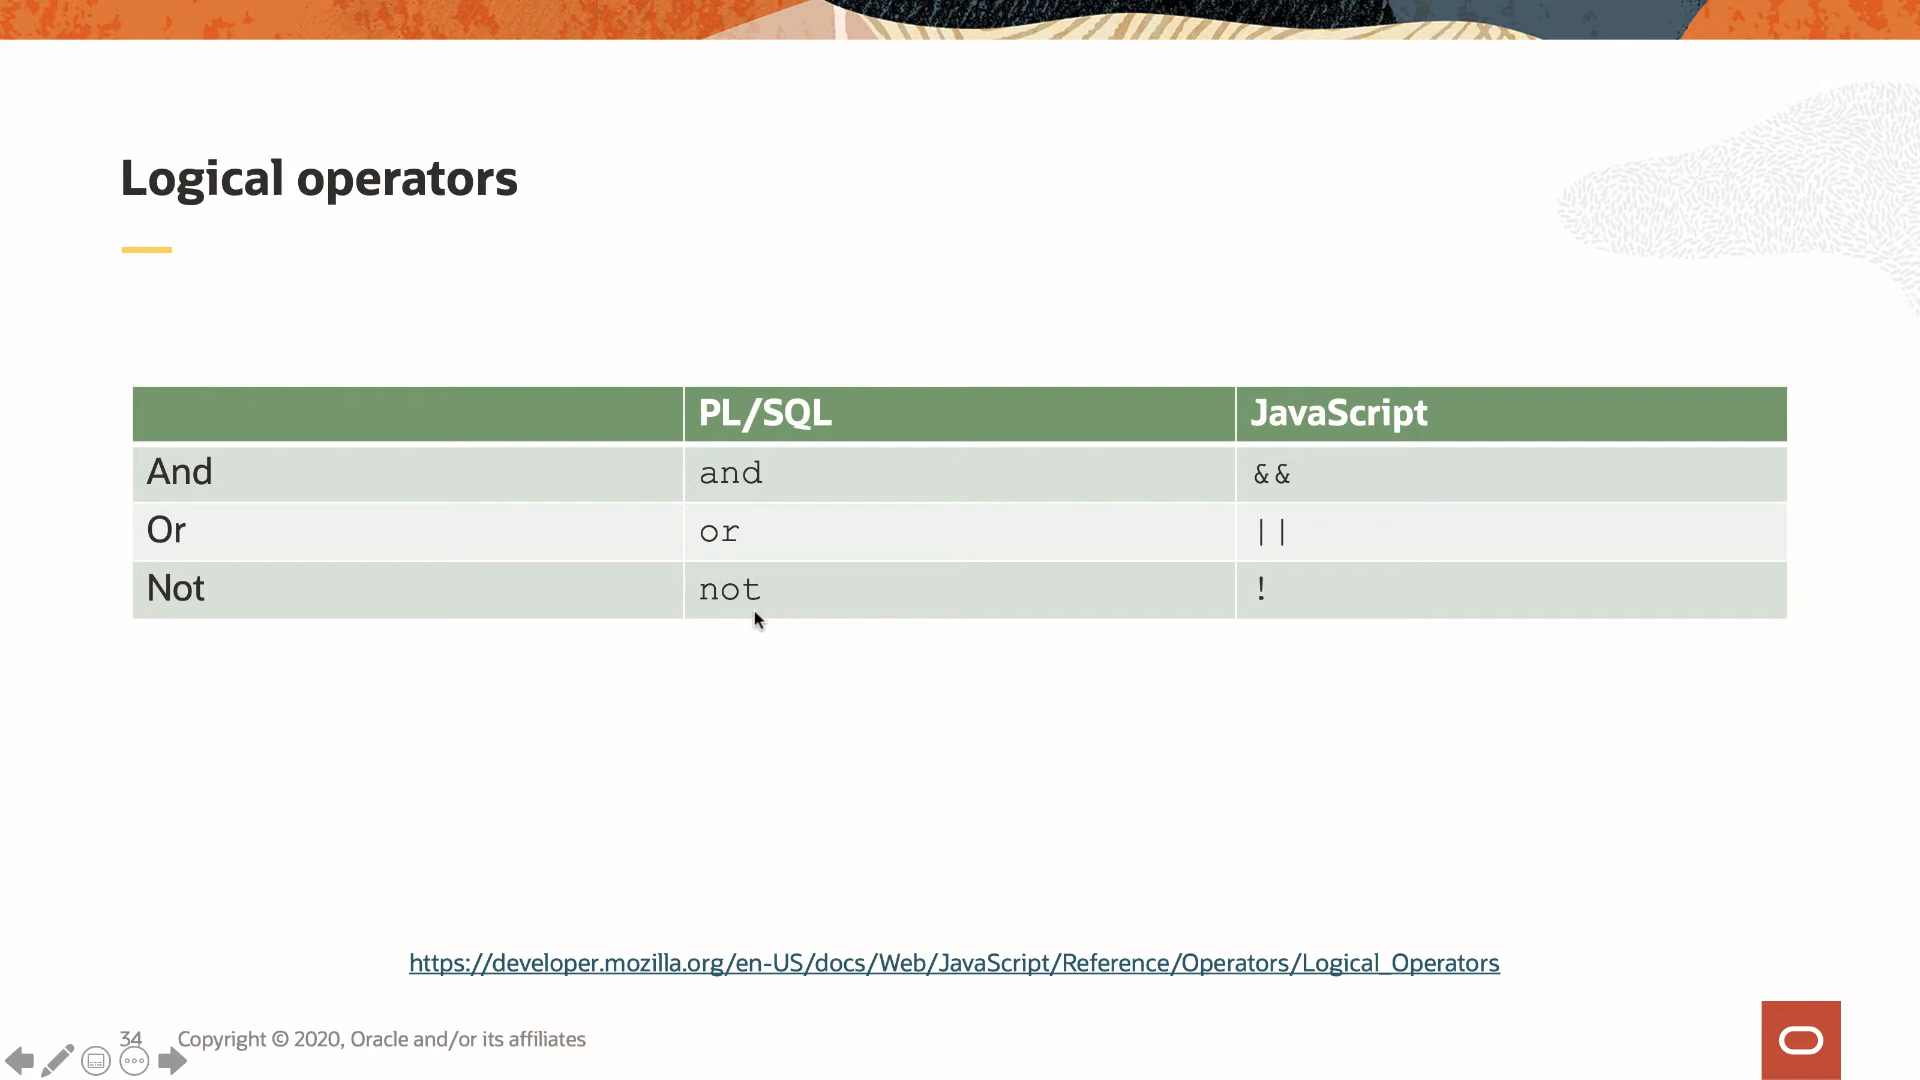 Logical operators
PL/SQL JavaScript
And and &&
Or or ||
Not not !
https://developer.mozilla.org/en-US/docs/Web/JavaScript/Reference/Operators/Logical_Operators
34 Copyright © 2020, Oracle and/or its affiliates